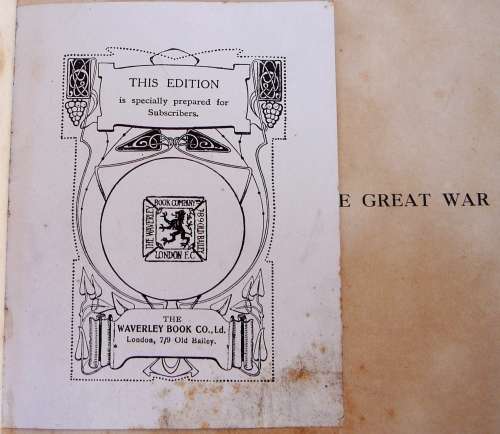 THIS EDITION
is specially prepared for
Subscribers.
BOOK COMPANY
THE WAVERLEY
7&9 OLD BAILEY
LONDON E.C.
THE
WAVERLEY BOOK CO., Ld.
London, 7/9 Old Bailey.
E GREAT WAR